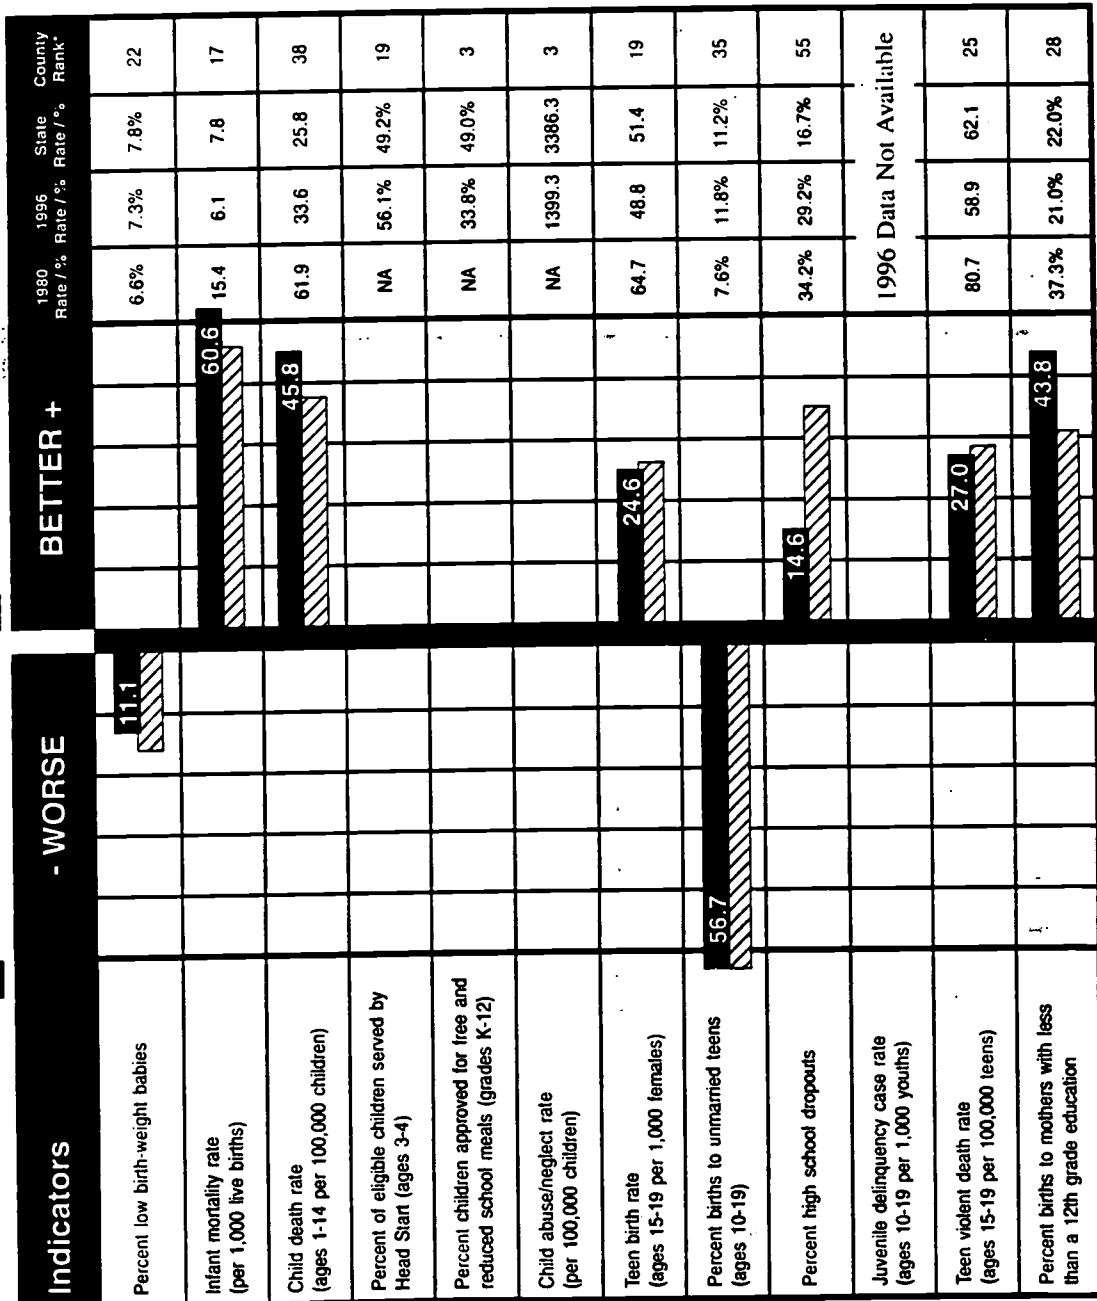 Indicators - WORSE BETTER + 1980 Rate / % 1996 Rate / % State Rate / % County Rank*
Percent low birth-weight babies 11.1 6.6% 7.3% 7.8% 22
Infant mortality rate
(per 1,000 live births) 60.6 15.4 6.1 7.8 17
Child death rate
(ages 1-14 per 100,000 children) 45.8 61.9 33.6 25.8 38
Percent of eligible children served by
Head Start (ages 3-4) NA 56.1% 49.2% 19
Percent children approved for free and
reduced school meals (grades K-12) NA 33.8% 49.0% 3
Child abuse/neglect rate
(per 100,000 children) NA 1399.3 3386.3 3
Teen birth rate
(ages 15-19 per 1,000 females) 24.6 64.7 48.8 51.4 19
Percent births to unmarried teens
(ages 10-19) 56.7 7.6% 11.8% 11.2% 35
Percent high school dropouts 14.6 34.2% 29.2% 16.7% 55
Juvenile delinquency case rate
(ages 10-19 per 1,000 youths) 1996 Data Not Available
Teen violent death rate
(ages 15-19 per 100,000 teens) 27.0 80.7 58.9 62.1 25
Percent births to mothers with less
than a 12th grade education 43.8 37.3% 21.0% 22.0% 28